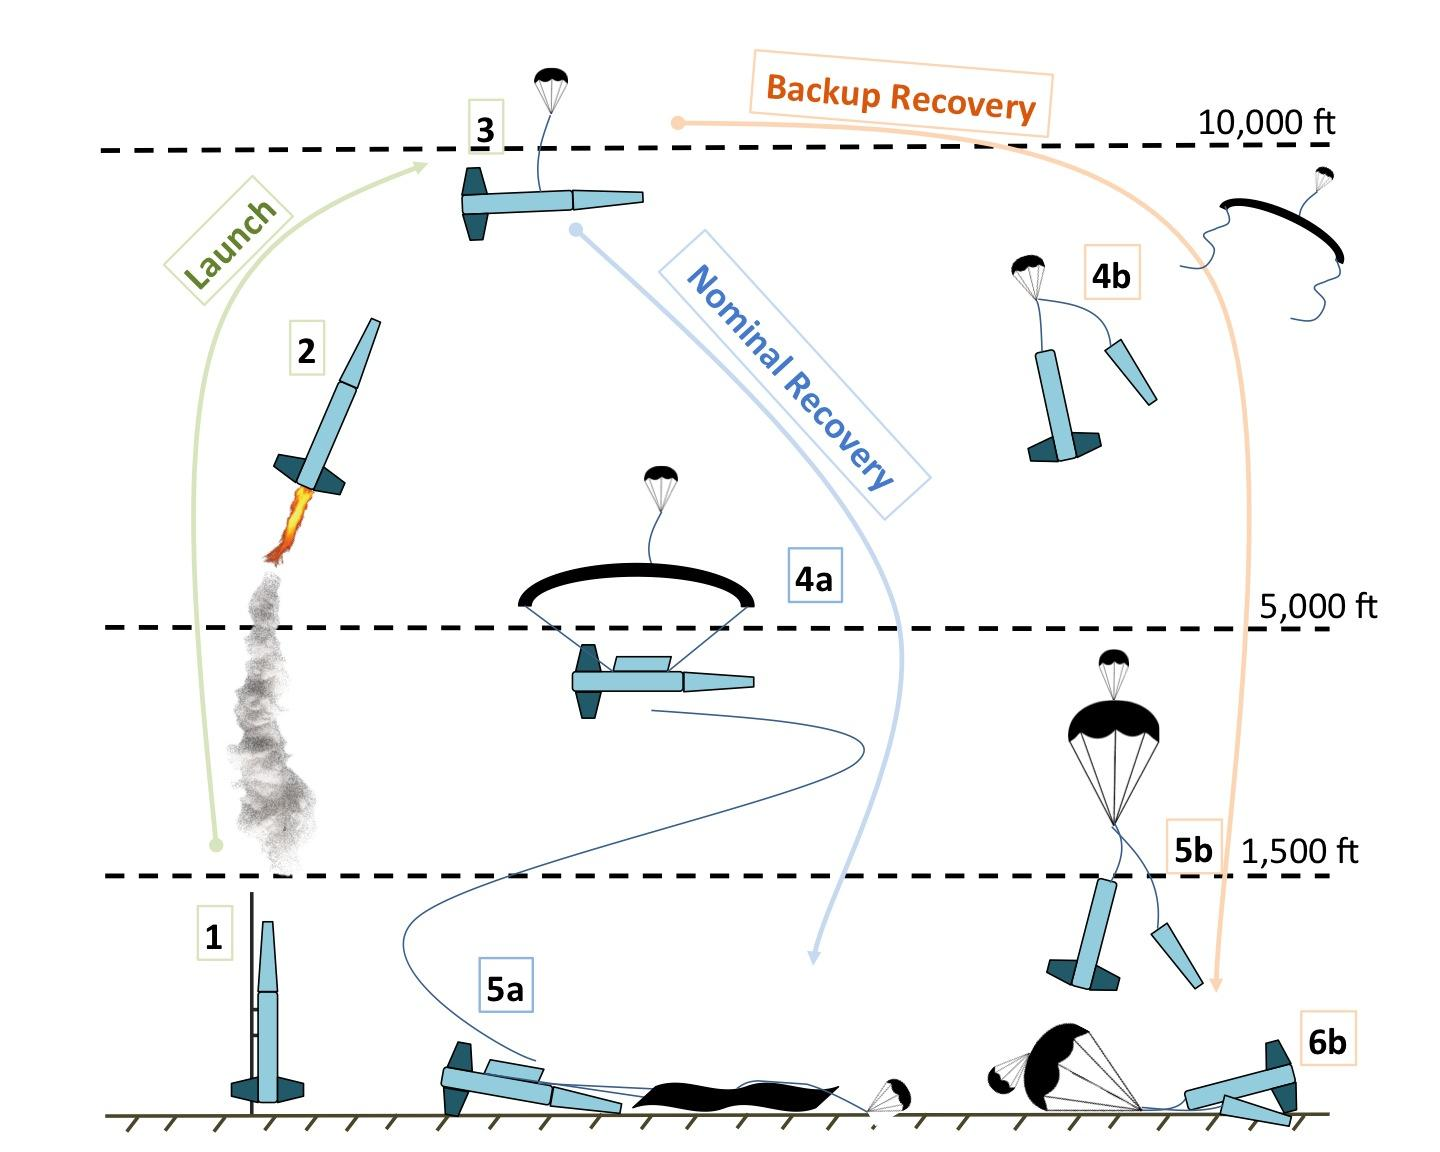 Backup Recovery
10,000 ft
3
Launch
4b
Nominal Recovery
2
4a
5,000 ft
5b
1,500 ft
1
5a
6b